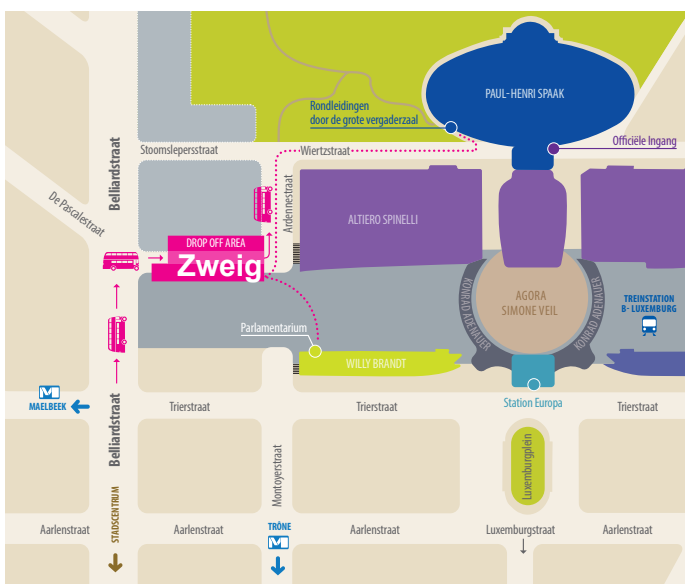 PAUL-HENRI SPAAK
Rondleidingen
door de grote vergaderzaal
Officiële Ingang
Stoomslepersstraat
Wiertzstraat
Belliardstraat
De Pascalestraat
Ardennestraat
ALTIERO SPINELLI
DROP OFF AREA
Zweig
KONRAD ADENAUER
AGORA
SIMONE VEIL
KONRAD ADENAUER
TREINSTATION
B- LUXEMBURG
Parlamentarium
WILLY BRANDT
M
MAELBEEK
Trierstraat
Trierstraat
Station Europa
Trierstraat
Belliardstraat
Montoyerstraat
Luxemburgplein
STADSCENTRUM
Aarlenstraat
Aarlenstraat
TRÔNE
M
Aarlenstraat
Luxemburgstraat
Aarlenstraat